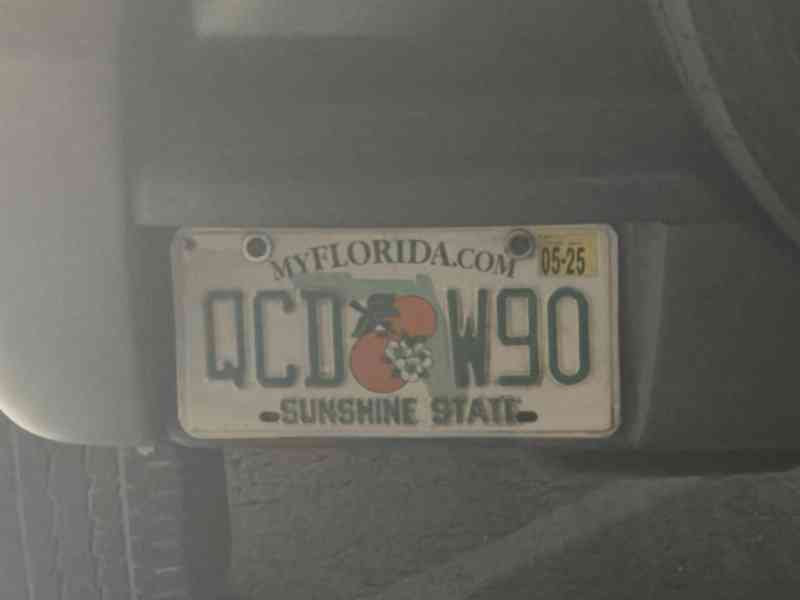 MYFLORIDA.COM
05-25
QCD W90
SUNSHINE STATE